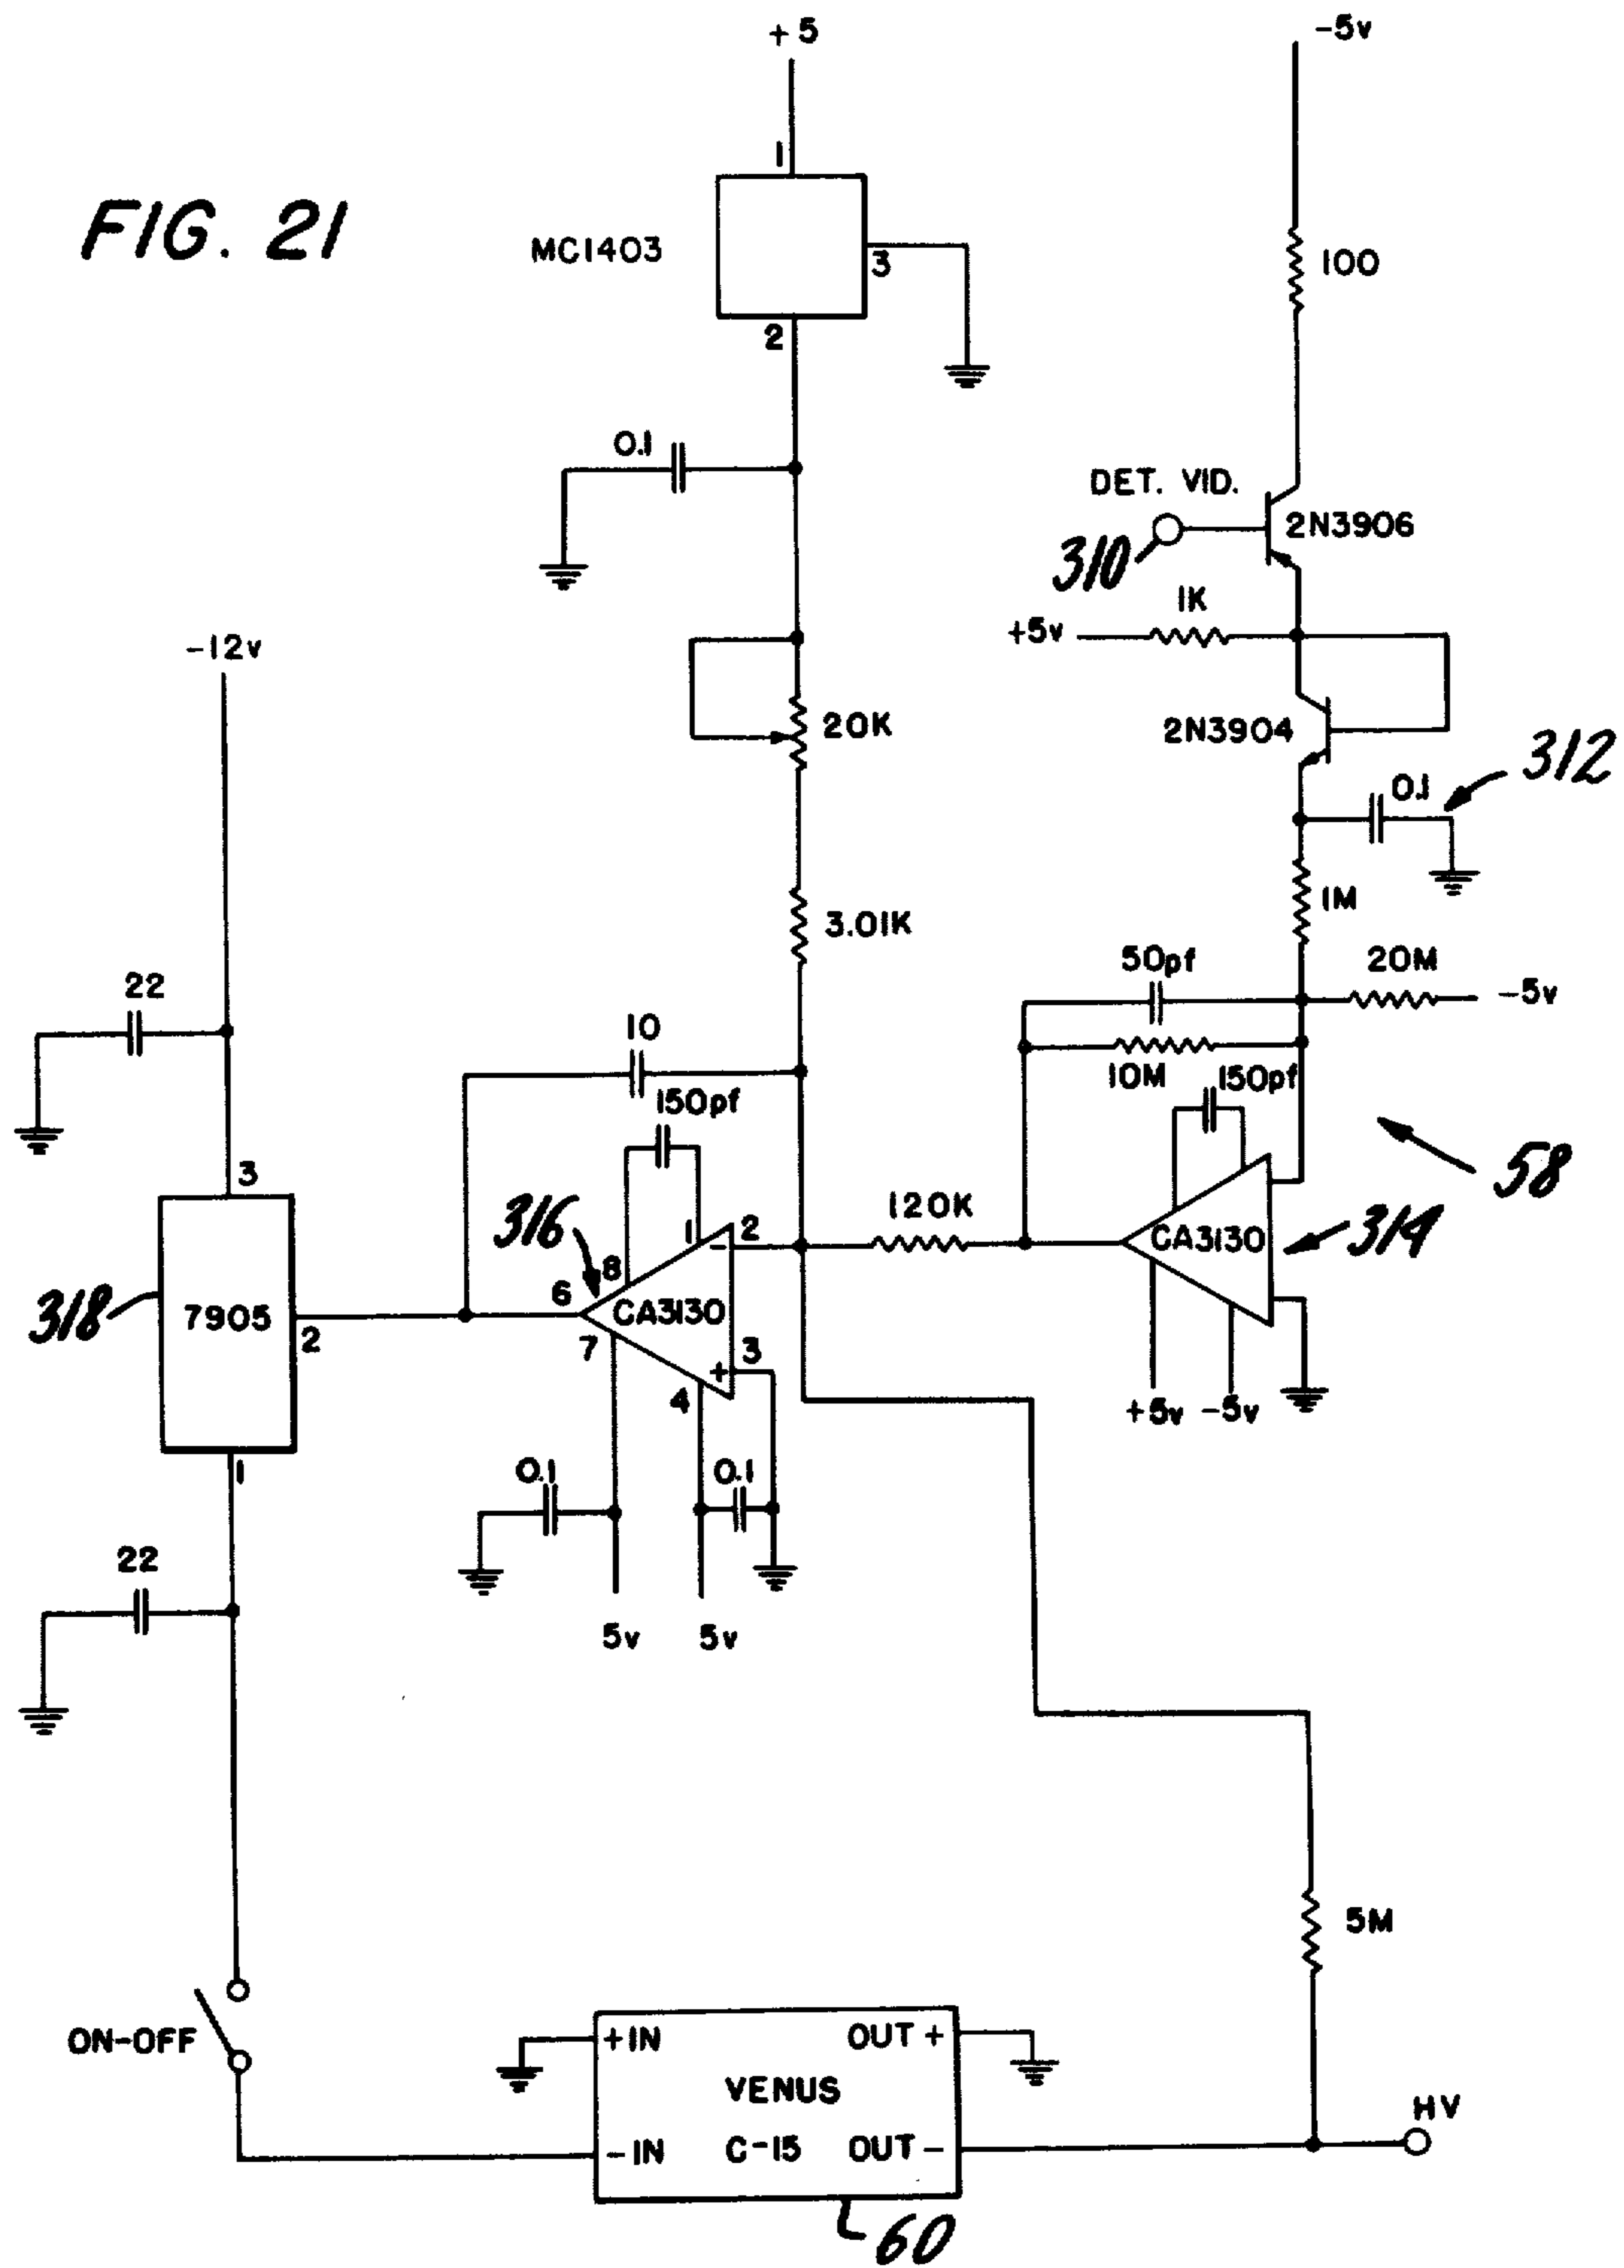 +5
-5v
1
FIG. 21
MC1403
3
100
2
0.1
DET. VID.
2N3906
310
1K
+5v
-12v
20K
2N3904
312
0.1
3.01K
1M
50pf
20M
-5v
22
10
10M
150pf
150pf
3
58
120K
316
1
2
-
CA3130
314
8
6
318
7905
CA3130
2
7
3
+
4
+5v -5v
1
0.1
0.1
22
5v
5v
5M
ON-OFF
+IN
OUT +
VENUS
HV
-IN
C-15
OUT -
60